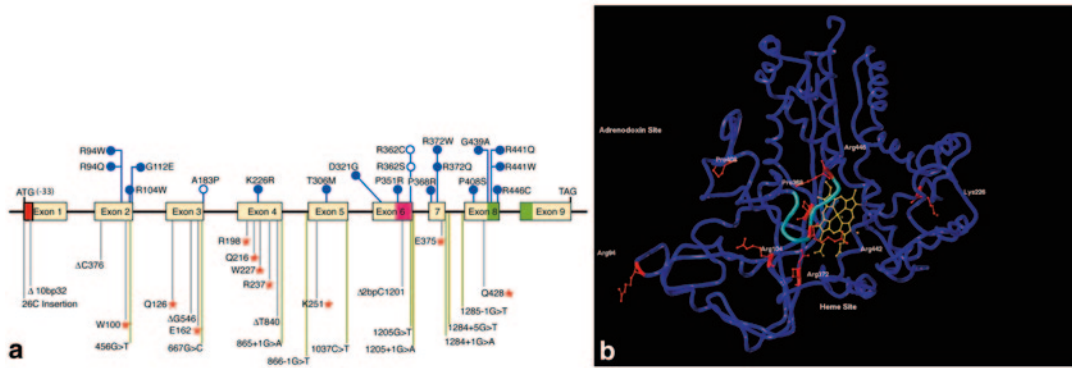 R94W
R94Q
G112E
R104W
A183P
K226R
T306M
D321G
R362C
R362S
P351R
R372W
R372Q
P368R
G439A
P408S
R441Q
R441W
R446C
ATG(-33)
TAG
Exon 1
Exon 2
Exon 3
Exon 4
Exon 5
Exon 6
7
Exon 8
Exon 9
R198
Q216
W227
R237
E375
ΔC376
Δ 10bp32
26C Insertion
Q126
ΔG546
E162
W100
456G>T
667G>C
ΔT840
865+1G>A
866-1G>T
K251
1037C>T
Δ2bpC1201
1205G>T
1205+1G>A
Q428
1285-1G>T
1284+5G>T
1284+1G>A
a
Adrenodoxin Site
Lys226
Arg94
Arg372
Heme Site
b